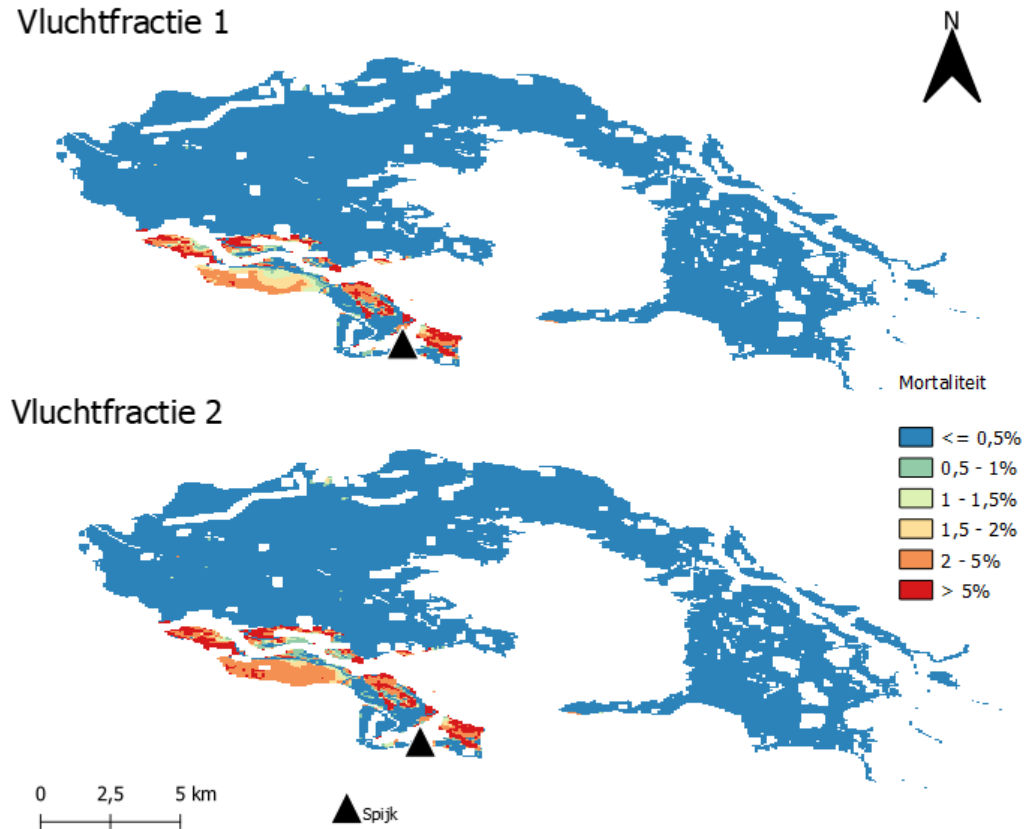 Vluchtfractie 1
N
Vluchtfractie 2
Mortaliteit
<= 0,5%
0,5 - 1%
1 - 1,5%
1,5 - 2%
2 - 5%
> 5%
0 2,5 5 km
Spijk